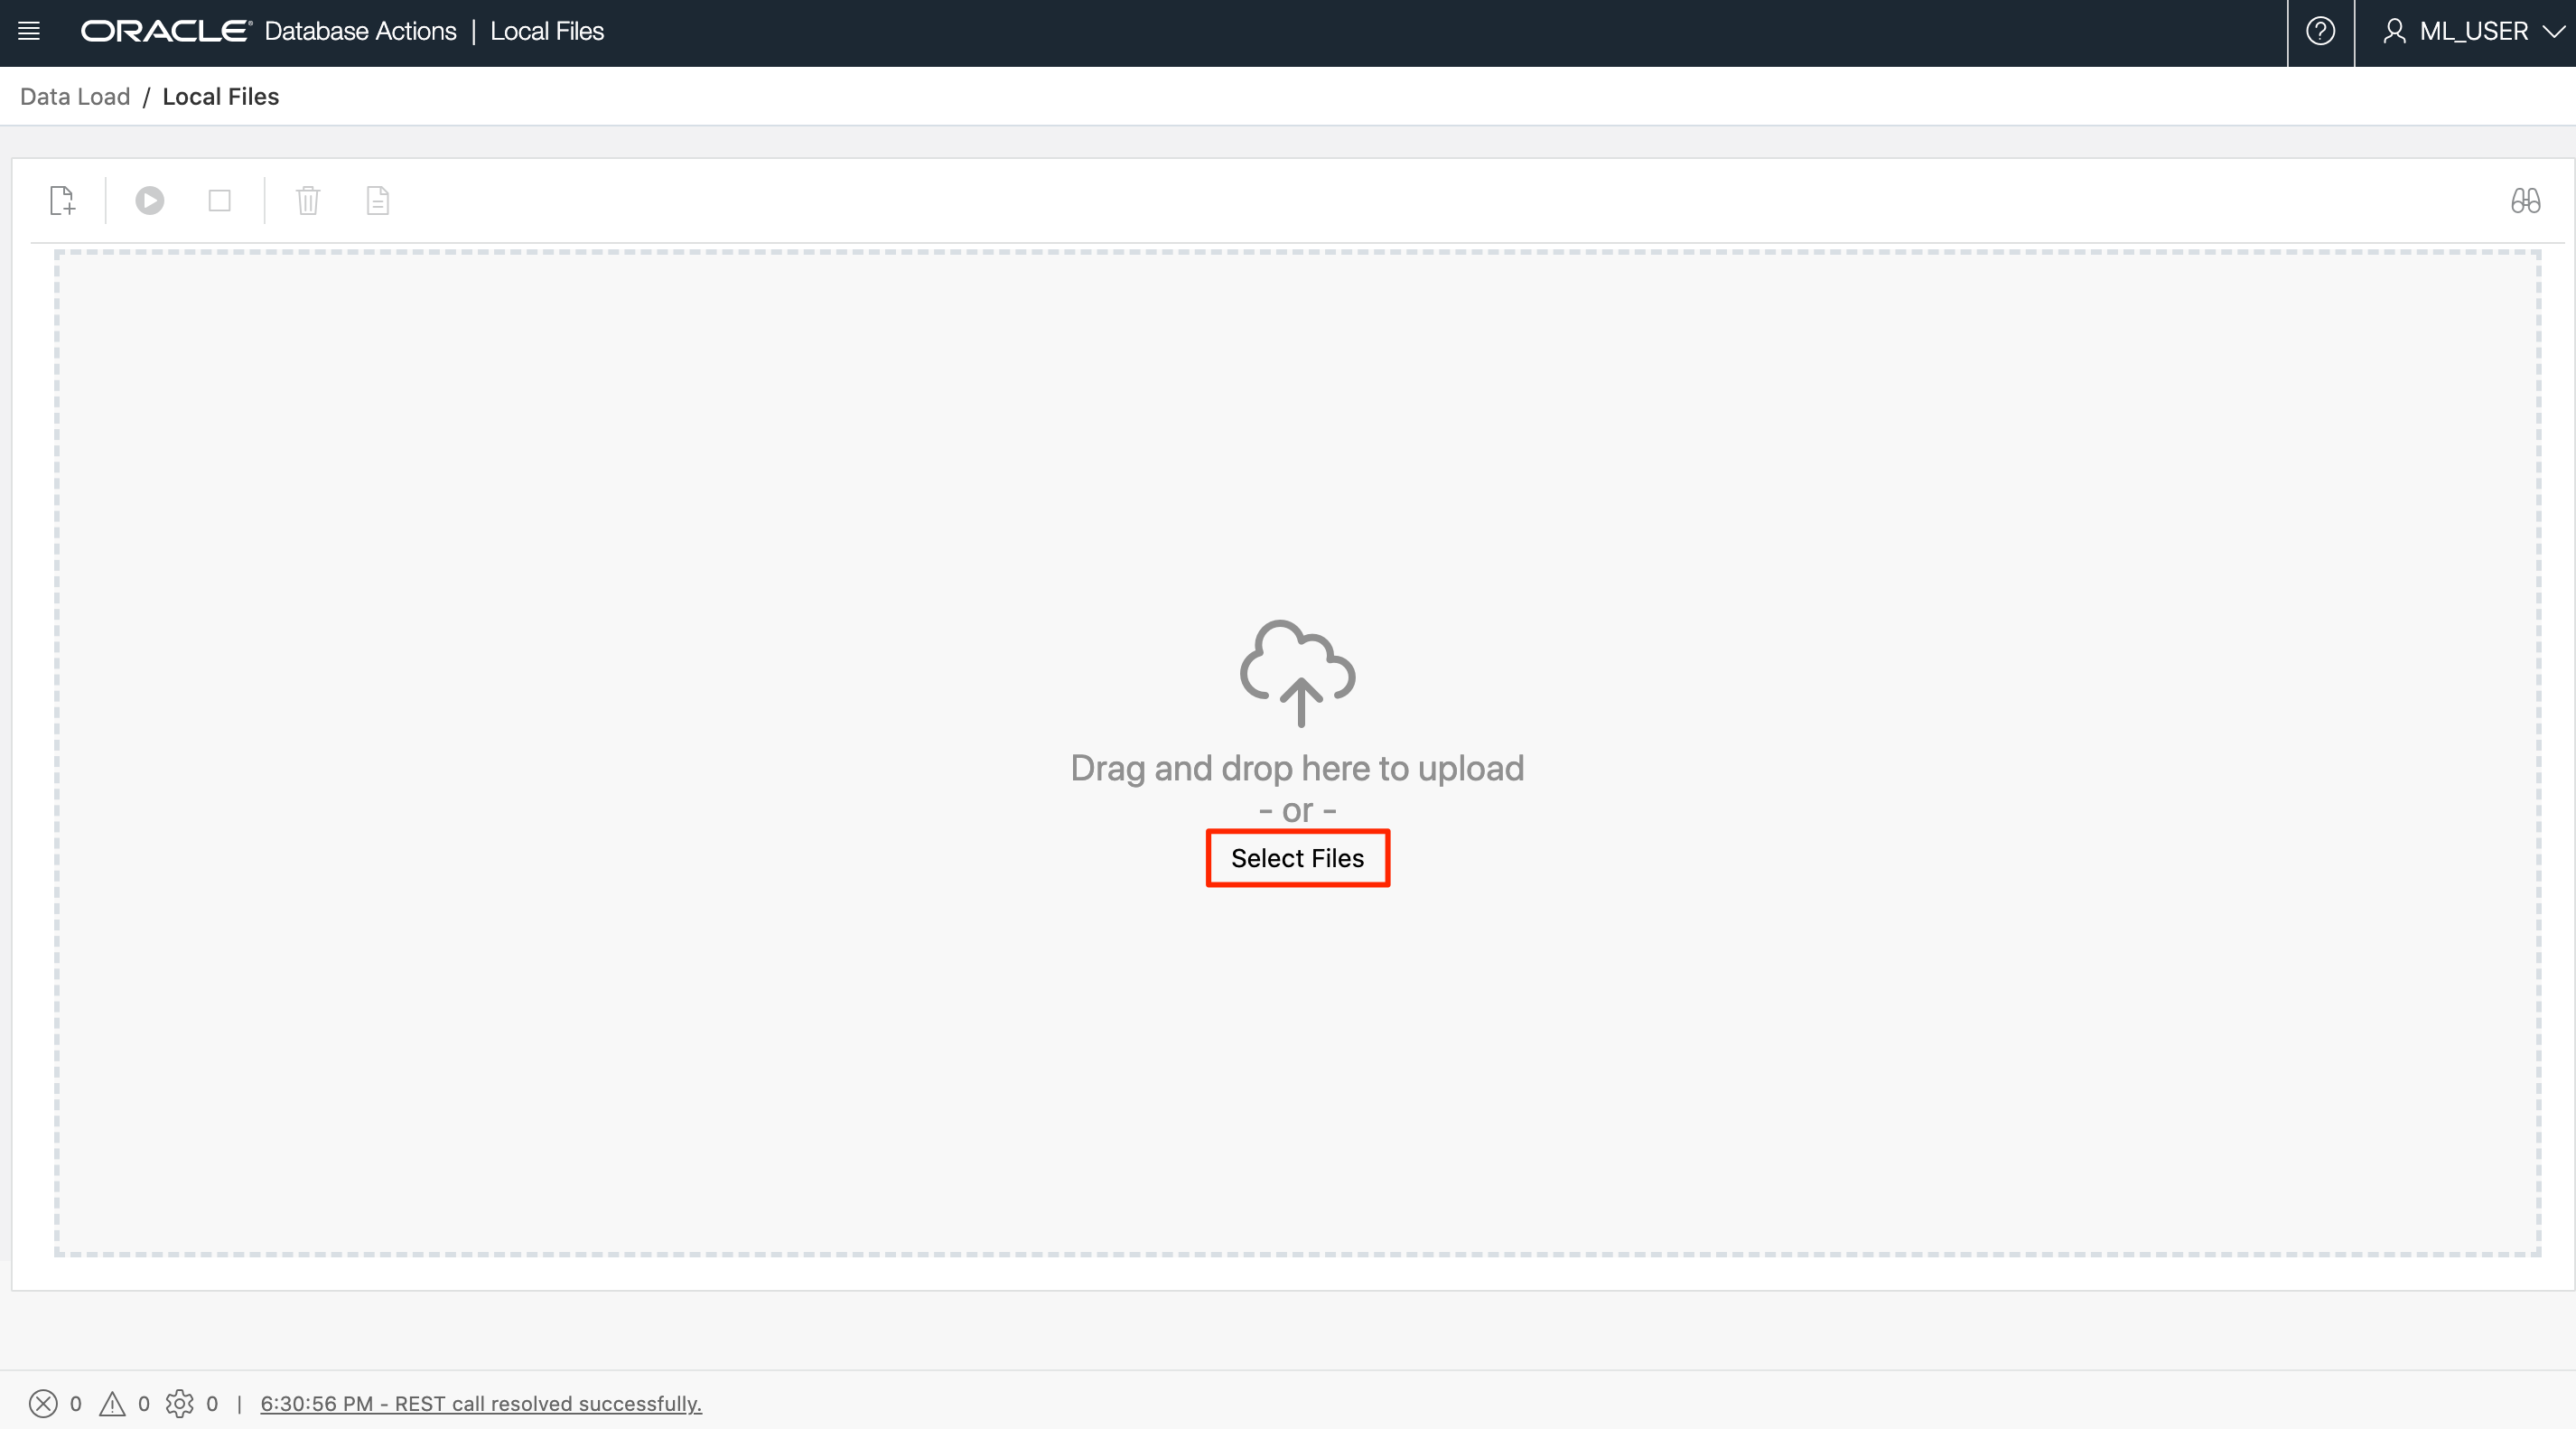 ORACLE Database Actions | Local Files
ML_USER
Data Load / Local Files
Drag and drop here to upload
- or -
Select Files
0 0 0 | 6:30:56 PM - REST call resolved successfully.